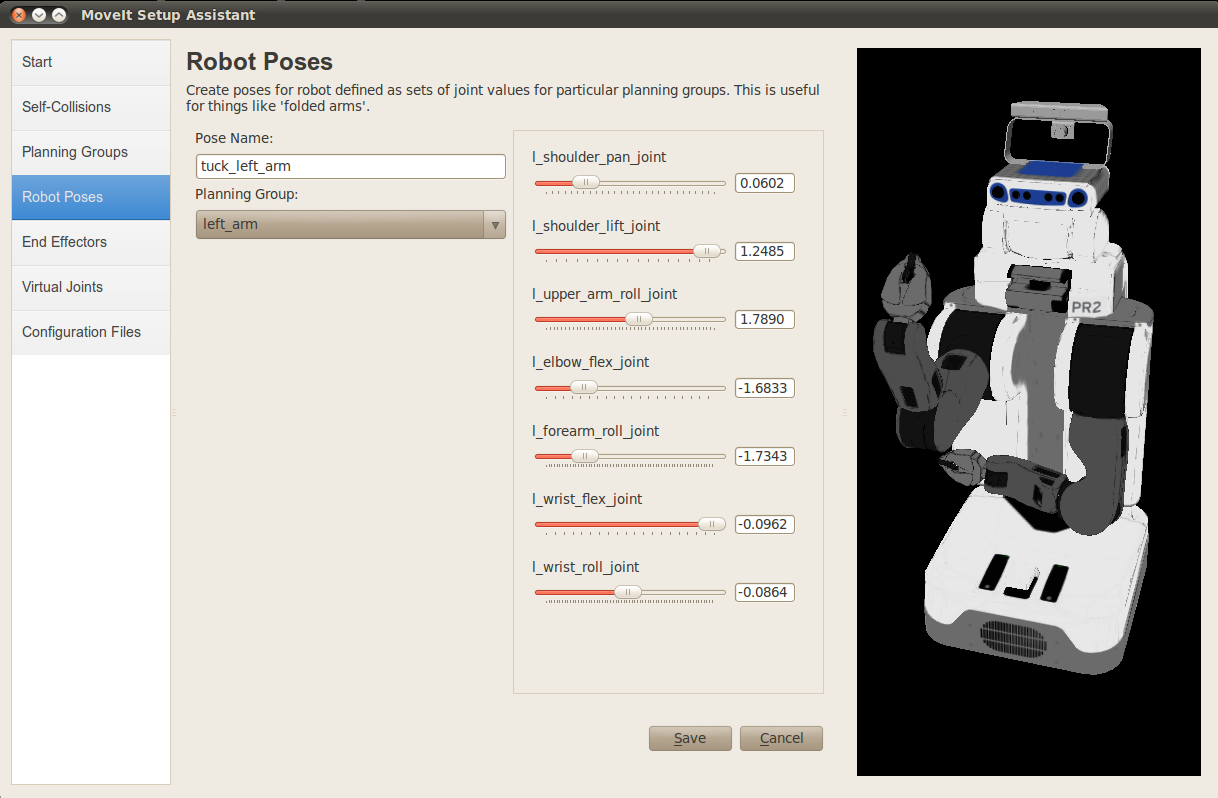 MoveIt Setup Assistant
Start
Self-Collisions
Planning Groups
Robot Poses
End Effectors
Virtual Joints
Configuration Files
Robot Poses
Create poses for robot defined as sets of joint values for particular planning groups. This is useful
for things like 'folded arms'.
Pose Name:
tuck_left_arm
Planning Group:
left_arm
l_shoulder_pan_joint
0.0602
l_shoulder_lift_joint
1.2485
l_upper_arm_roll_joint
1.7890
l_elbow_flex_joint
-1.6833
l_forearm_roll_joint
-1.7343
l_wrist_flex_joint
-0.0962
l_wrist_roll_joint
-0.0864
Save Cancel
PR2